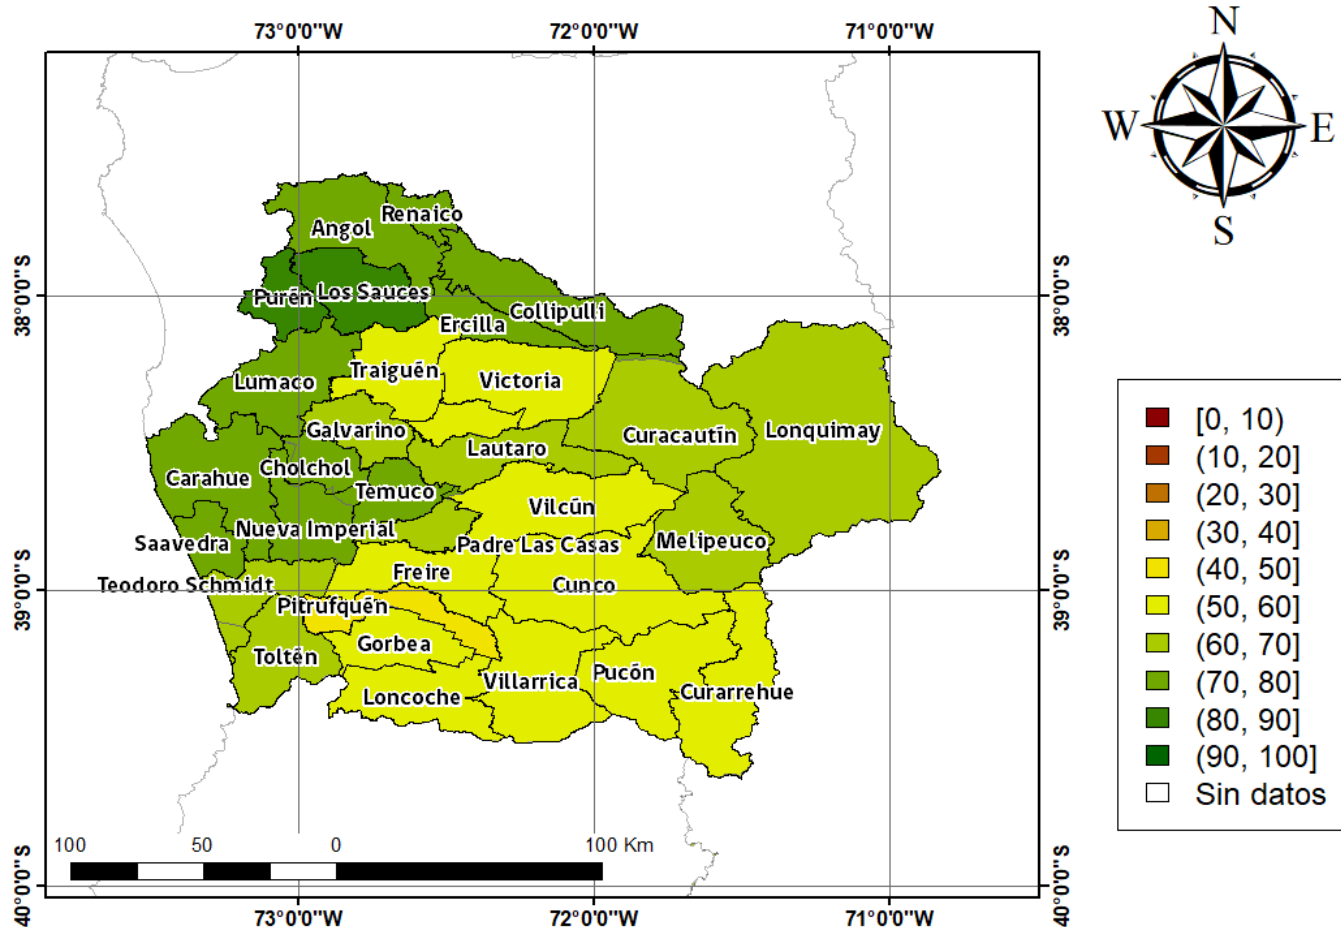 73°0'0"W
72°0'0"W
71°0'0"W
N
W
E
S
38°0'0"S
38°0'0"S
39°0'0"S
39°0'0"S
40°0'0"S
40°0'0"S
Renaico
Angol
Purén
Los Sauces
Collipulli
Ercilla
Traiguén
Victoria
Lumaco
Galvarino
Curacautín
Lonquimay
Lautaro
Cholchol
Carahue
Temuco
Vilcún
Nueva Imperial
Saavedra
Padre Las Casas
Melipeuco
Freire
Teodoro Schmidt
Cunco
Pitrufquén
Gorbea
Toltén
Pucón
Villarrica
Curarrehue
Loncoche
[0, 10)
(10, 20]
(20, 30]
(30, 40]
(40, 50]
(50, 60]
(60, 70]
(70, 80]
(80, 90]
(90, 100]
Sin datos
100 50 0 100 Km
73°0'0"W
72°0'0"W
71°0'0"W